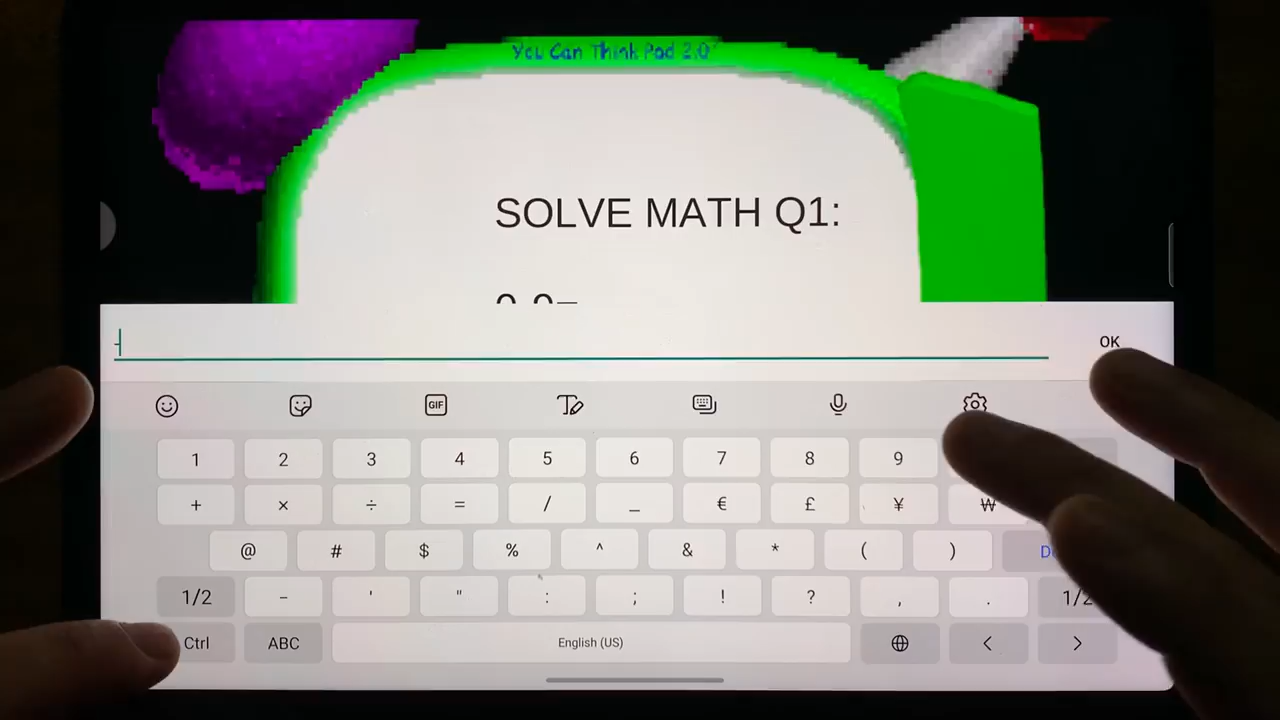 You Can Think Pad 2.0
SOLVE MATH Q1:
-
OK
GIF
1 2 3 4 5 6 7 8 9
+ × ÷ = / _ € £ ¥ ₩
@ # $ % ^ & * ( )
1/2 - ' " : ; ! ? , . 1/2
Ctrl ABC English (US) < >